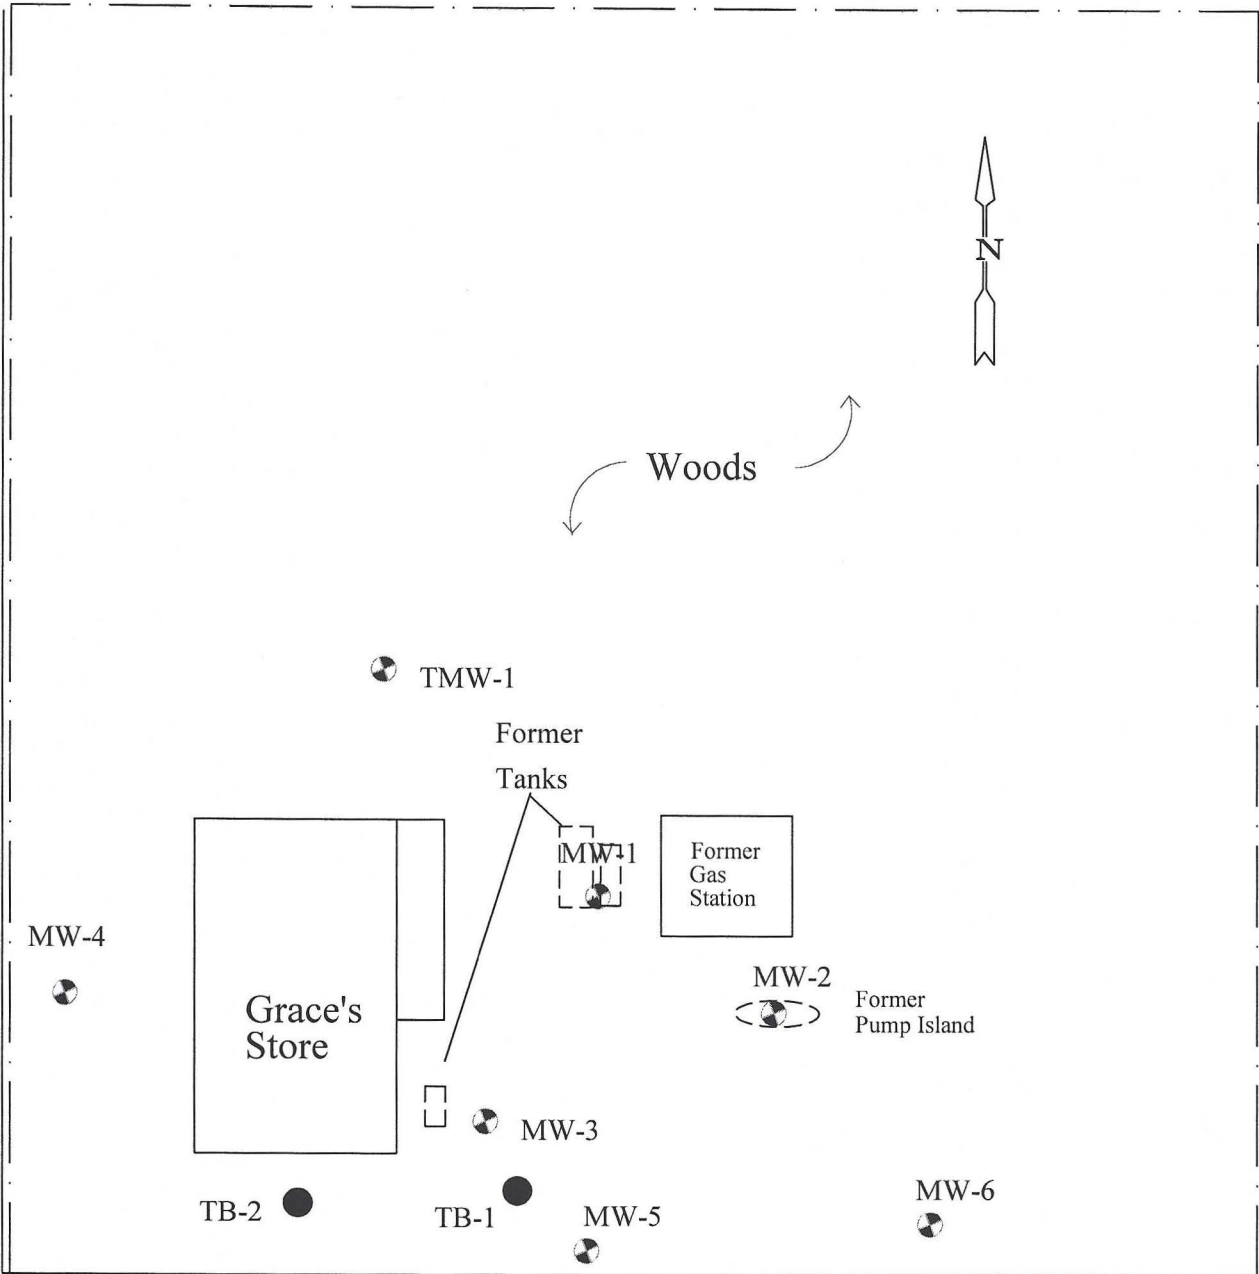 N
Woods
TMW-1
Former
Tanks
MW-1
Former
Gas
Station
MW-4
MW-2
Grace's
Store
Former
Pump Island
MW-3
TB-2
TB-1
MW-5
MW-6